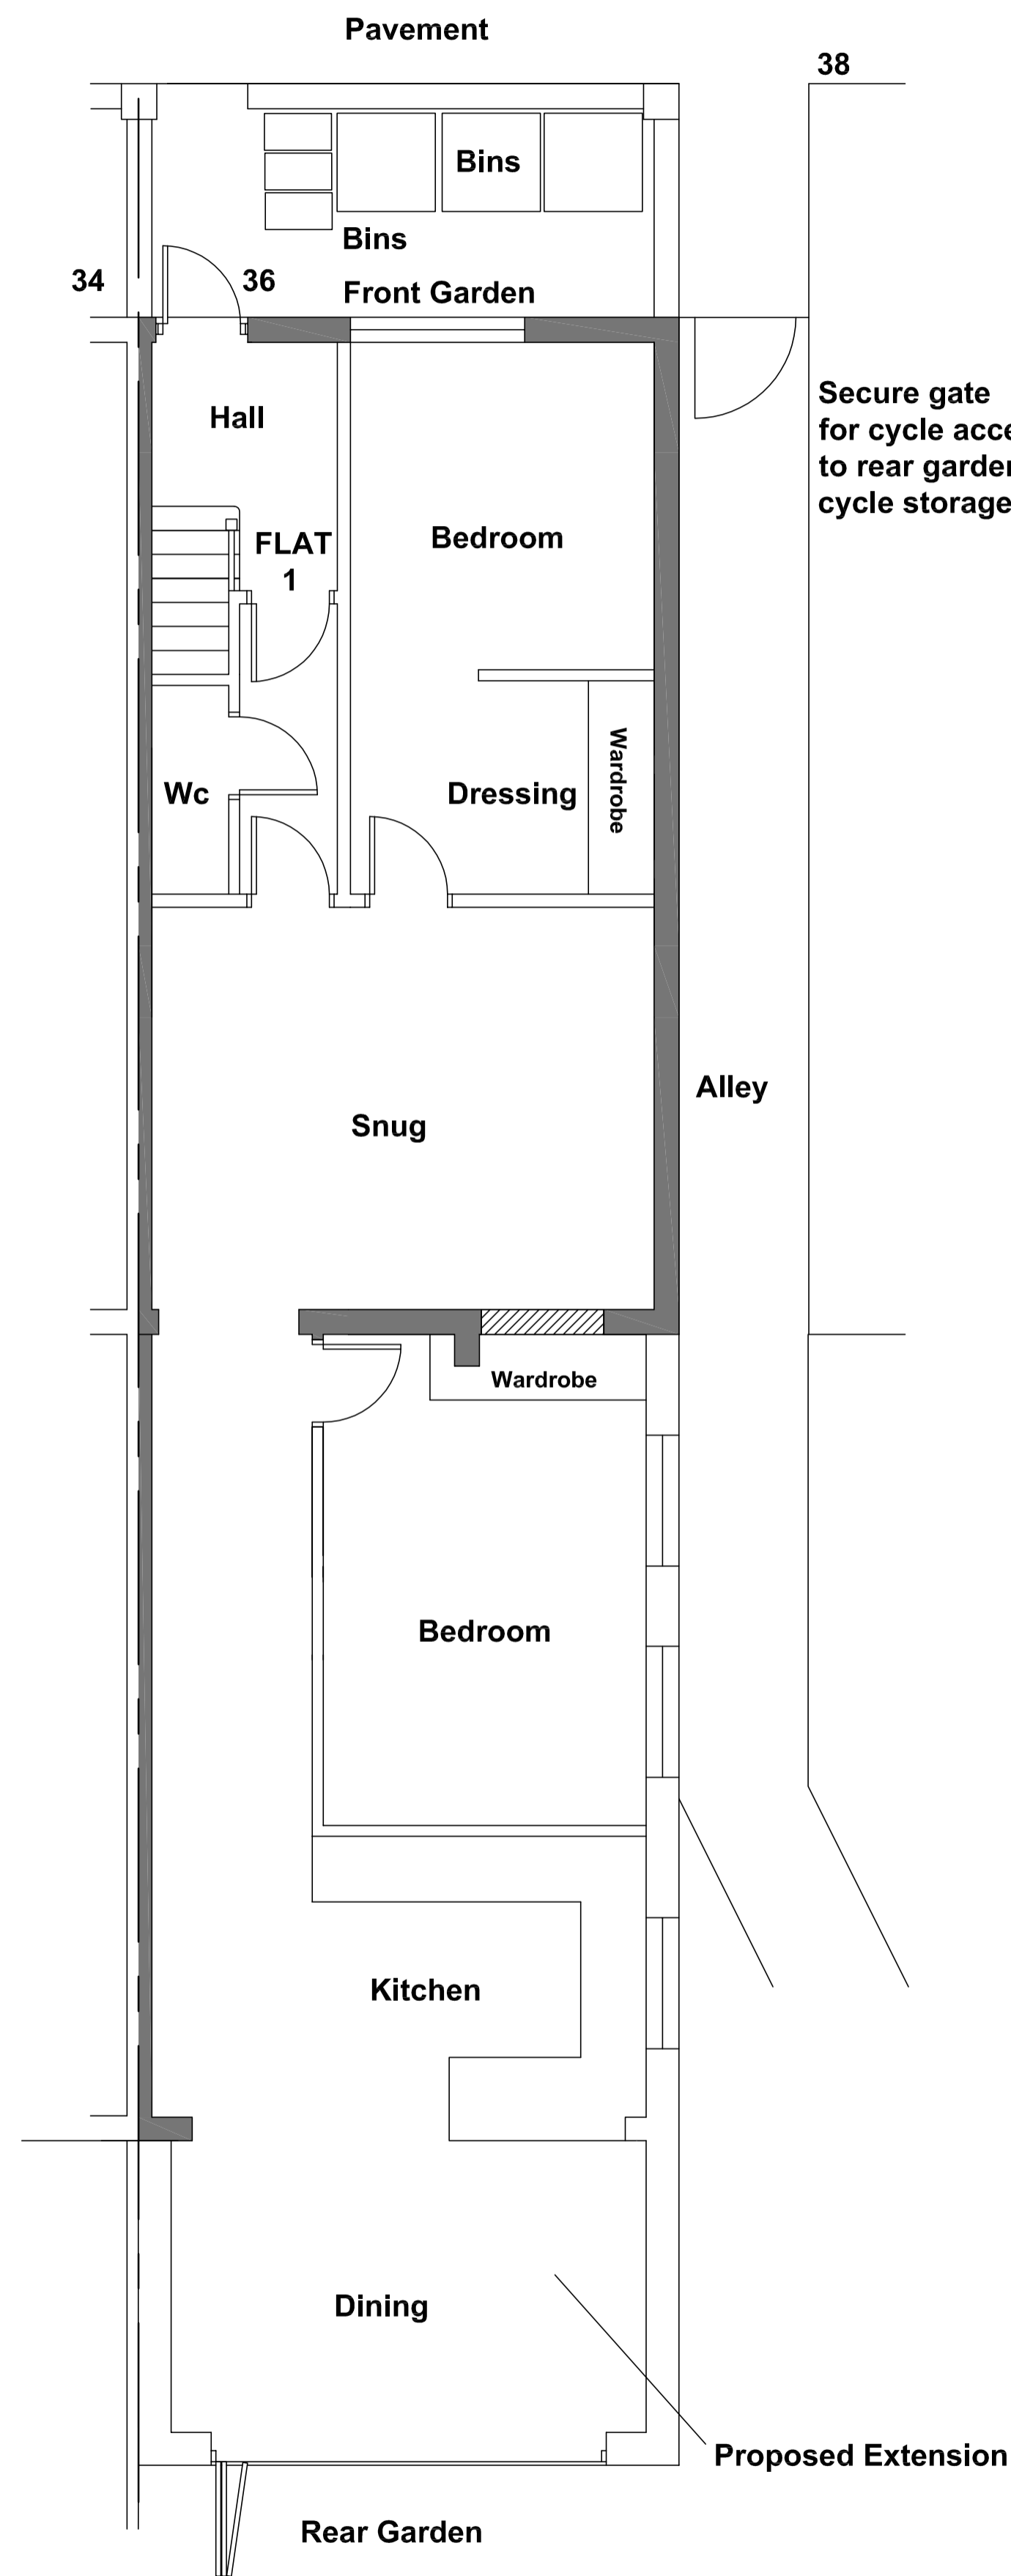 Pavement
38
Bins
Bins
34
36
Front Garden
Secure gate
for cycle acce
to rear garden
cycle storage
Hall
FLAT
1
Bedroom
Wc
Dressing
Wardrobe
Alley
Snug
Wardrobe
Bedroom
Kitchen
Dining
Proposed Extension
Rear Garden